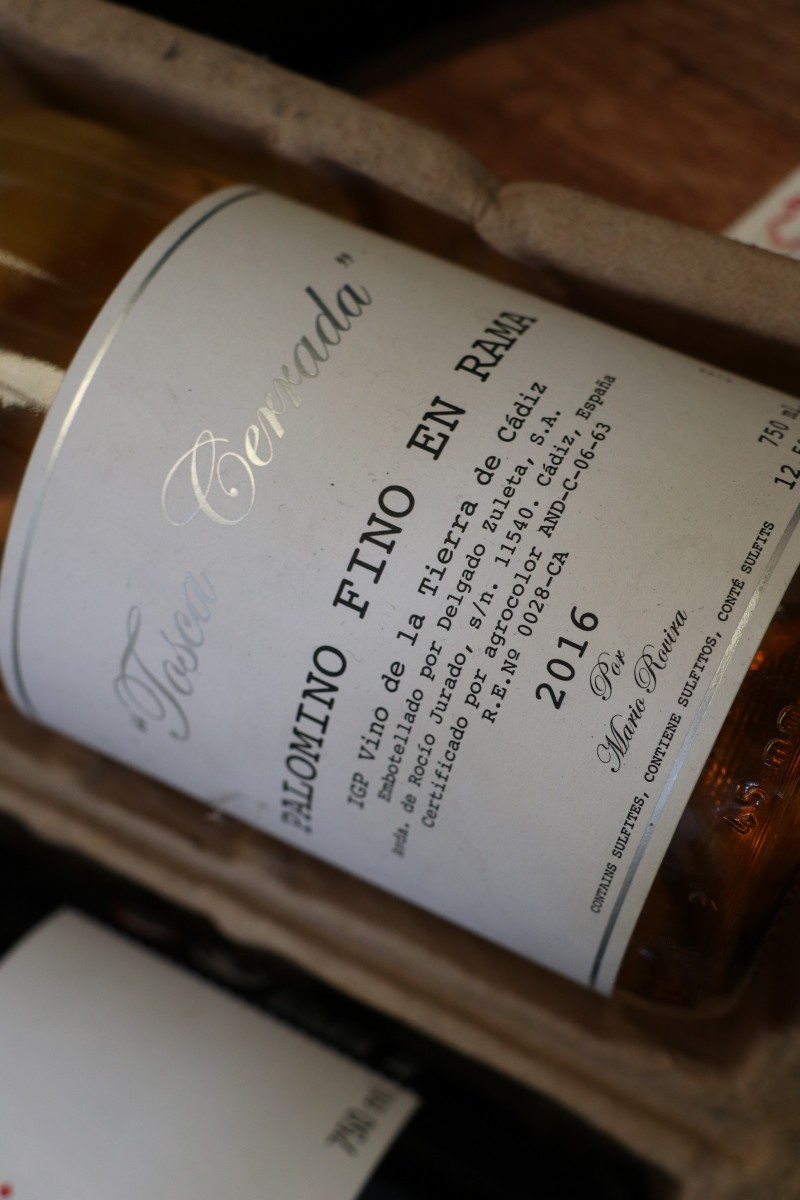 "Tosca Cerrada"
PALOMINO FINO EN RAMA
IGP Vino de la Tierra de Cádiz
Embotellado por Delgado Zuleta, S.A.
Avda. de Rocío Jurado, s/n. 11540. Cádiz, España
Certificado por agrocolor AND-C-06-63
R.E.Nº 0028-CA
2016
Por
Mario Rovira
750 ml
CONTAINS SULFITES, CONTIENE SULFITOS, CONTÉ SULFITS
750 ml